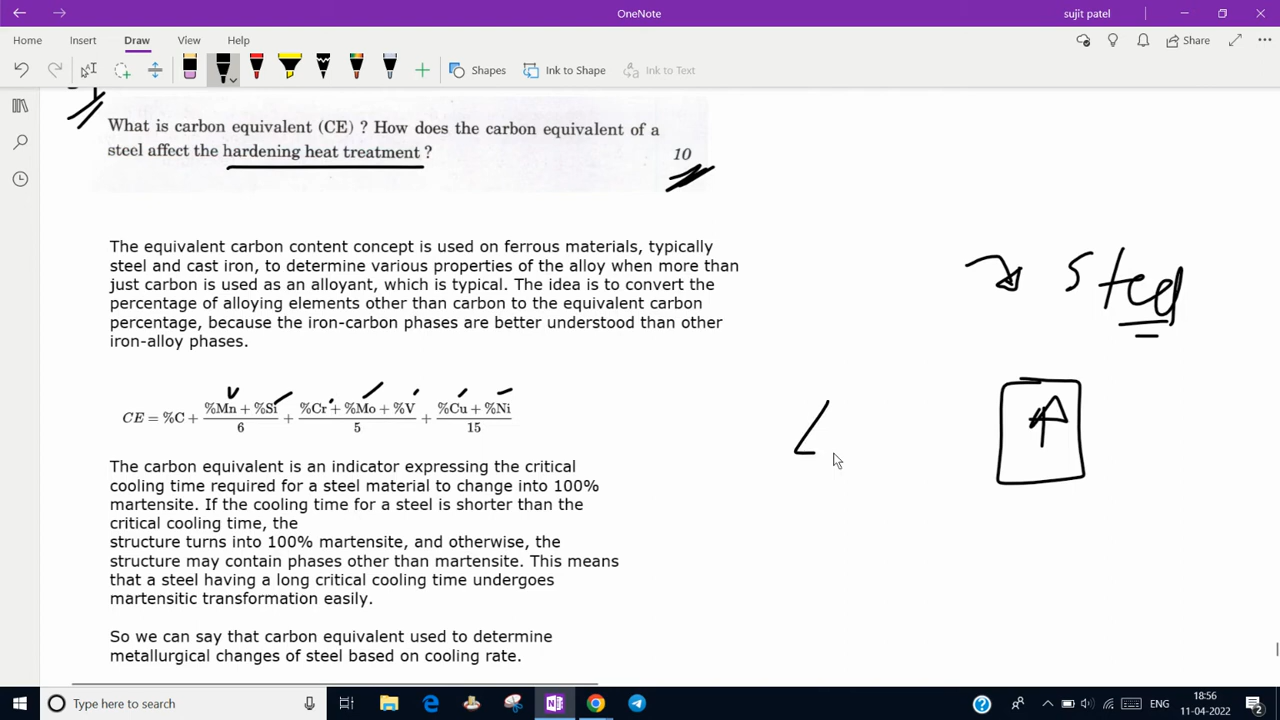 OneNote
sujit patel
Home Insert Draw View Help
Share
Shapes Ink to Shape Ink to Text
What is carbon equivalent (CE) ? How does the carbon equivalent of a
steel affect the hardening heat treatment ?
10
The equivalent carbon content concept is used on ferrous materials, typically
steel and cast iron, to determine various properties of the alloy when more than
just carbon is used as an alloyant, which is typical. The idea is to convert the
percentage of alloying elements other than carbon to the equivalent carbon
percentage, because the iron-carbon phases are better understood than other
iron-alloy phases.
steel
CE = %C + (%Mn + %Si)/6 + (%Cr + %Mo + %V)/5 + (%Cu + %Ni)/15
The carbon equivalent is an indicator expressing the critical
cooling time required for a steel material to change into 100%
martensite. If the cooling time for a steel is shorter than the
critical cooling time, the
structure turns into 100% martensite, and otherwise, the
structure may contain phases other than martensite. This means
that a steel having a long critical cooling time undergoes
martensitic transformation easily.
So we can say that carbon equivalent used to determine
metallurgical changes of steel based on cooling rate.
Type here to search
ENG
18:56
11-04-2022
2